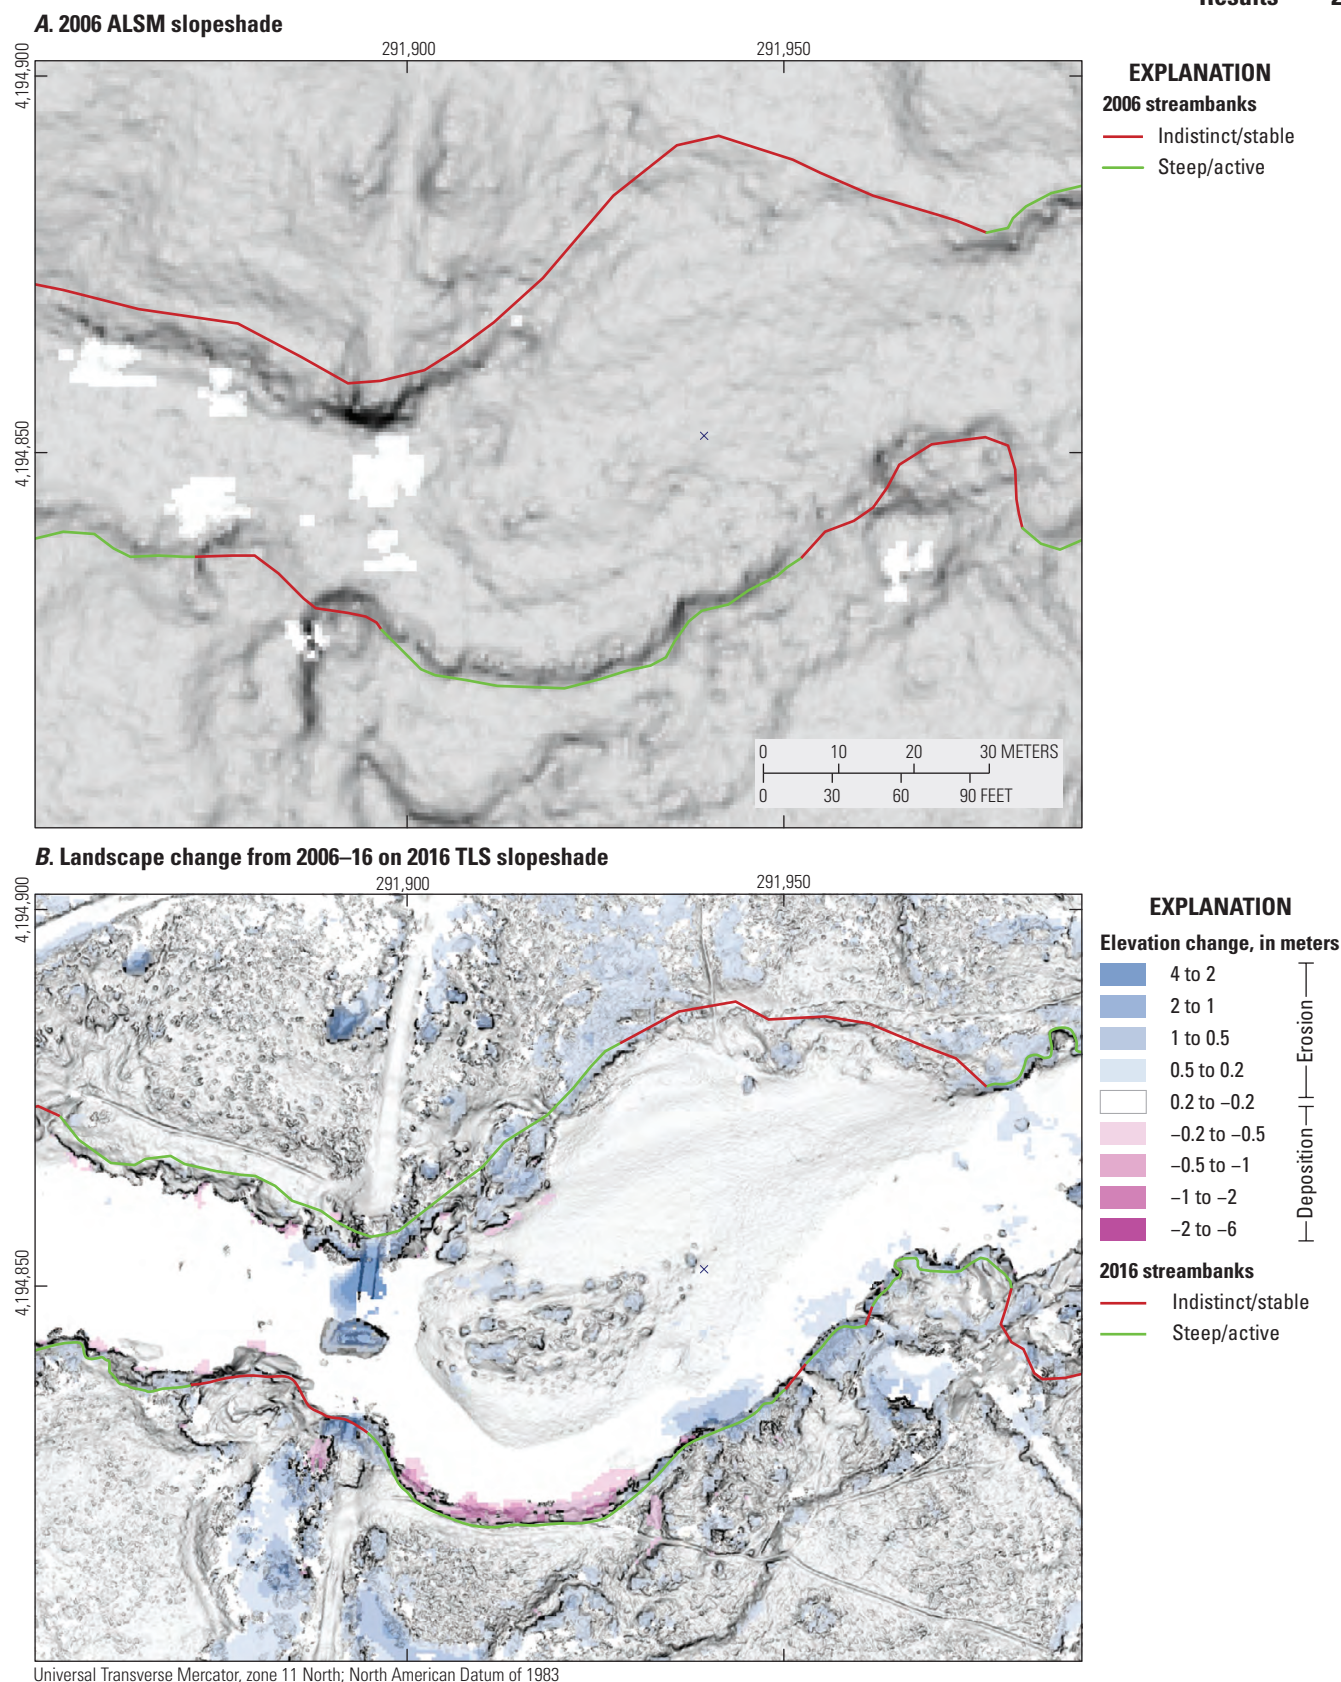 Results 2
A. 2006 ALSM slopeshade
291,900 291,950
4,194,900
4,194,850
EXPLANATION
2006 streambanks
Indistinct/stable
Steep/active
0 10 20 30 METERS
0 30 60 90 FEET
B. Landscape change from 2006–16 on 2016 TLS slopeshade
291,900 291,950
4,194,900
4,194,850
EXPLANATION
Elevation change, in meters
4 to 2
2 to 1
1 to 0.5
0.5 to 0.2
0.2 to −0.2
−0.2 to −0.5
−0.5 to −1
−1 to −2
−2 to −6
Erosion
Deposition
2016 streambanks
Indistinct/stable
Steep/active
Universal Transverse Mercator, zone 11 North; North American Datum of 1983